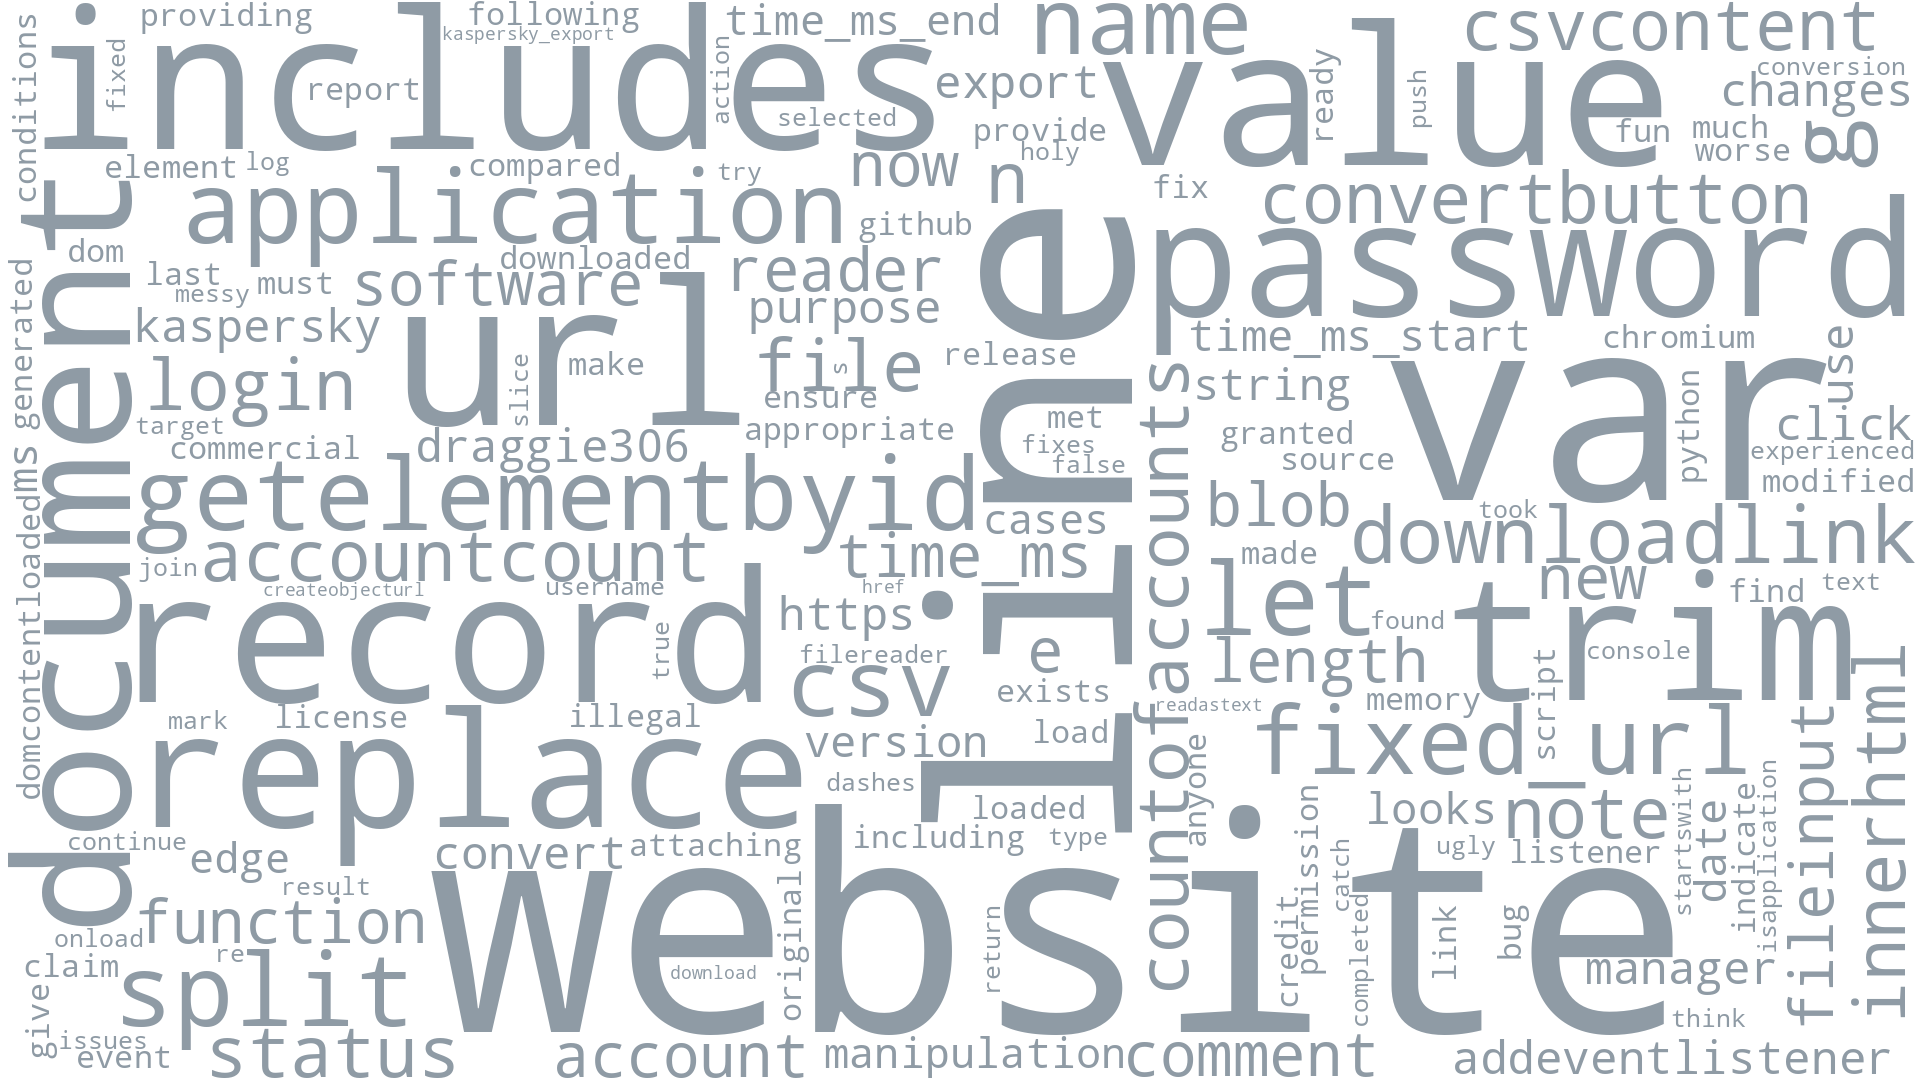 providing
following
time_ms_end
name
csvcontent
kaspersky_export
includes
fixed
conditions
report
action
selected
export
value
ready
push
conversion
changes
provide
holy
fun
much
worse
g
element
log
compared
try
now
n
fix
document
application
github
convertbutton
dom
downloaded
reader
password
last
messy
must
software
purpose
kaspersky
url
line
time_ms_start
chromium
use
generated
ms
login
slice
make
file
s
release
string
var
python
target
ensure
met
click
commercial
draggie306
appropriate
fixes
false
granted
source
experienced
modified
getelementbyid
cases
blob
took
downloadlink
domcontentloaded
join
accountcount
time_ms
countofaccounts
made
new
find
text
createobjecturl
username
href
let
record
true
https
e
found
trim
filereader
csv
exists
length
console
mark
license
illegal
readastext
memory
script
innerhtml
replace
version
load
anyone
fixed_url
fileinput
dashes
loaded
looks
note
continue
edge
convert
attaching
including
type
permission
catch
ugly
listener
startswith
date
indicate
isapplication
result
website
function
original
return
credit
completed
link
bug
onload
re
claim
split
download
manager
give
issues
event
status
account
manipulation
comment
think
addeventlistener